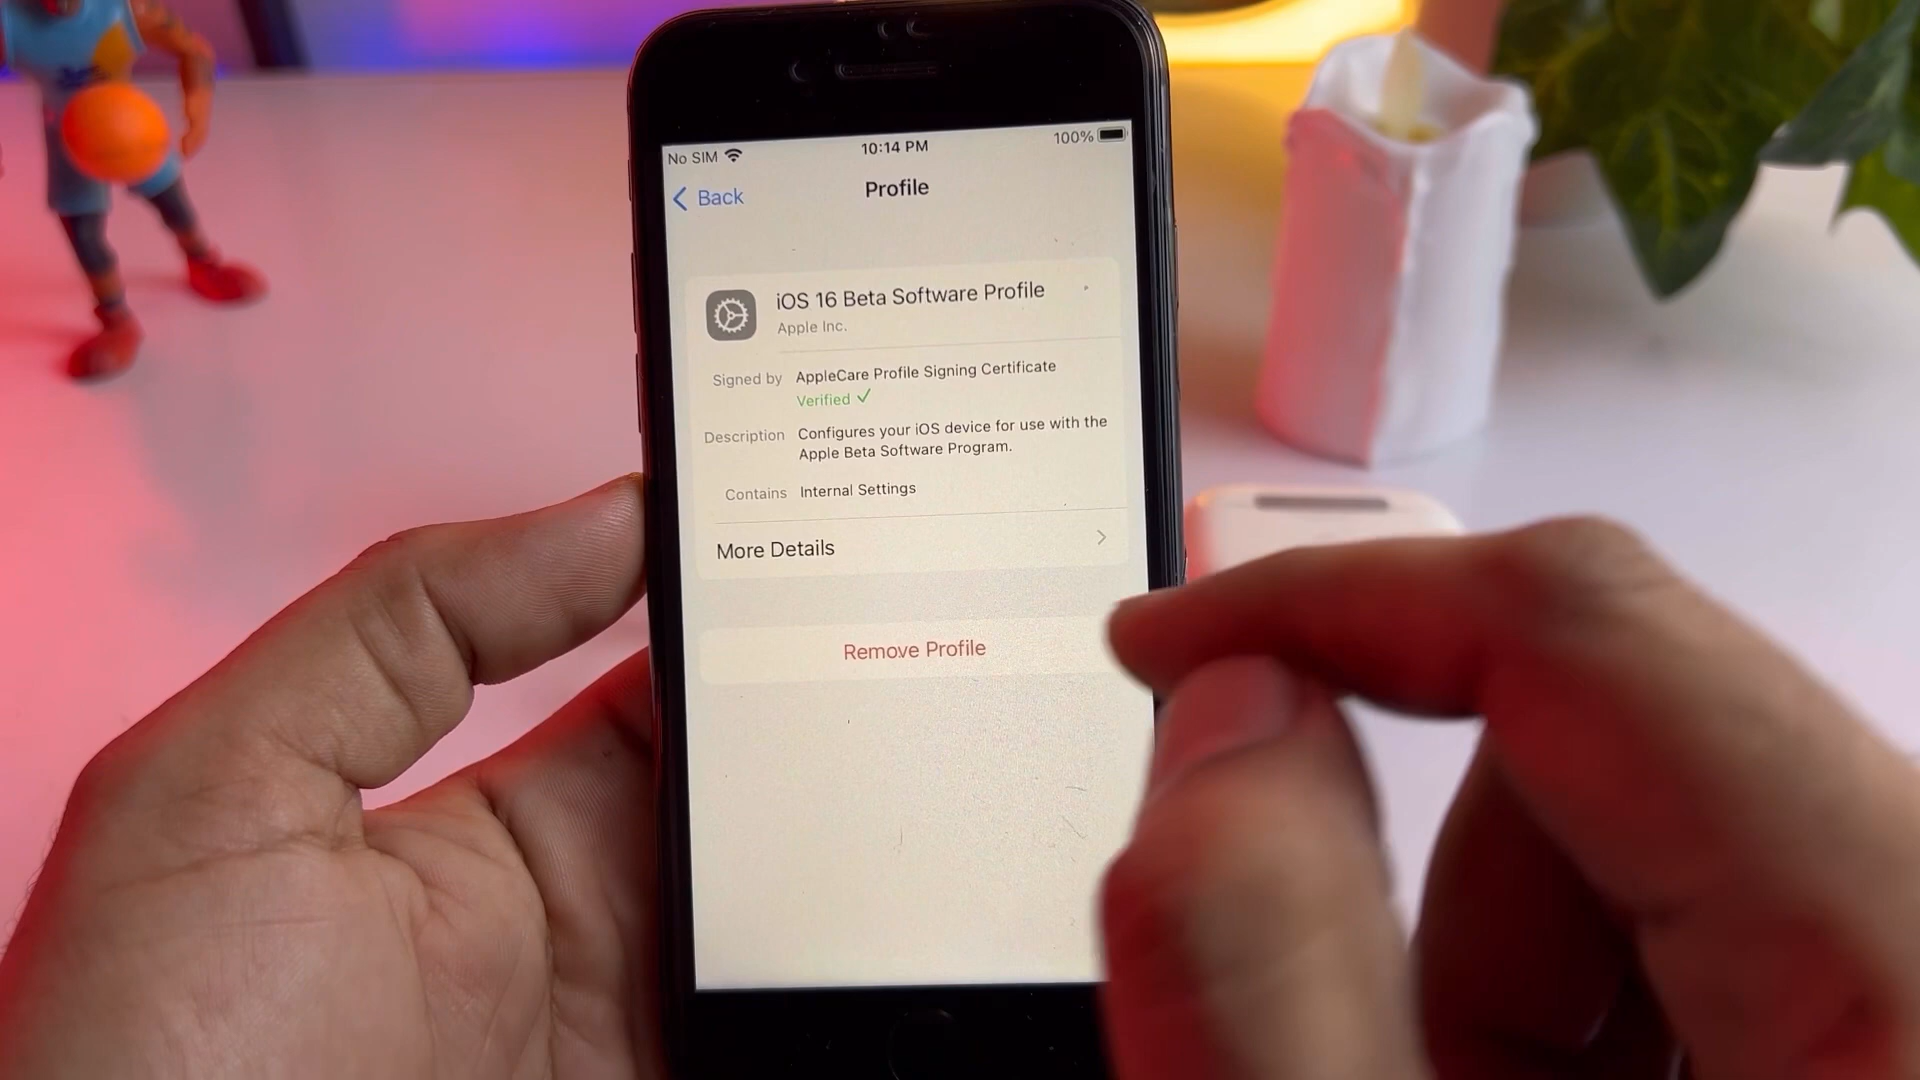 No SIM 10:14 PM 100%
Back Profile
iOS 16 Beta Software Profile
Apple Inc.
Signed by AppleCare Profile Signing Certificate
Verified ✓
Description Configures your iOS device for use with the
Apple Beta Software Program.
Contains Internal Settings
More Details
Remove Profile